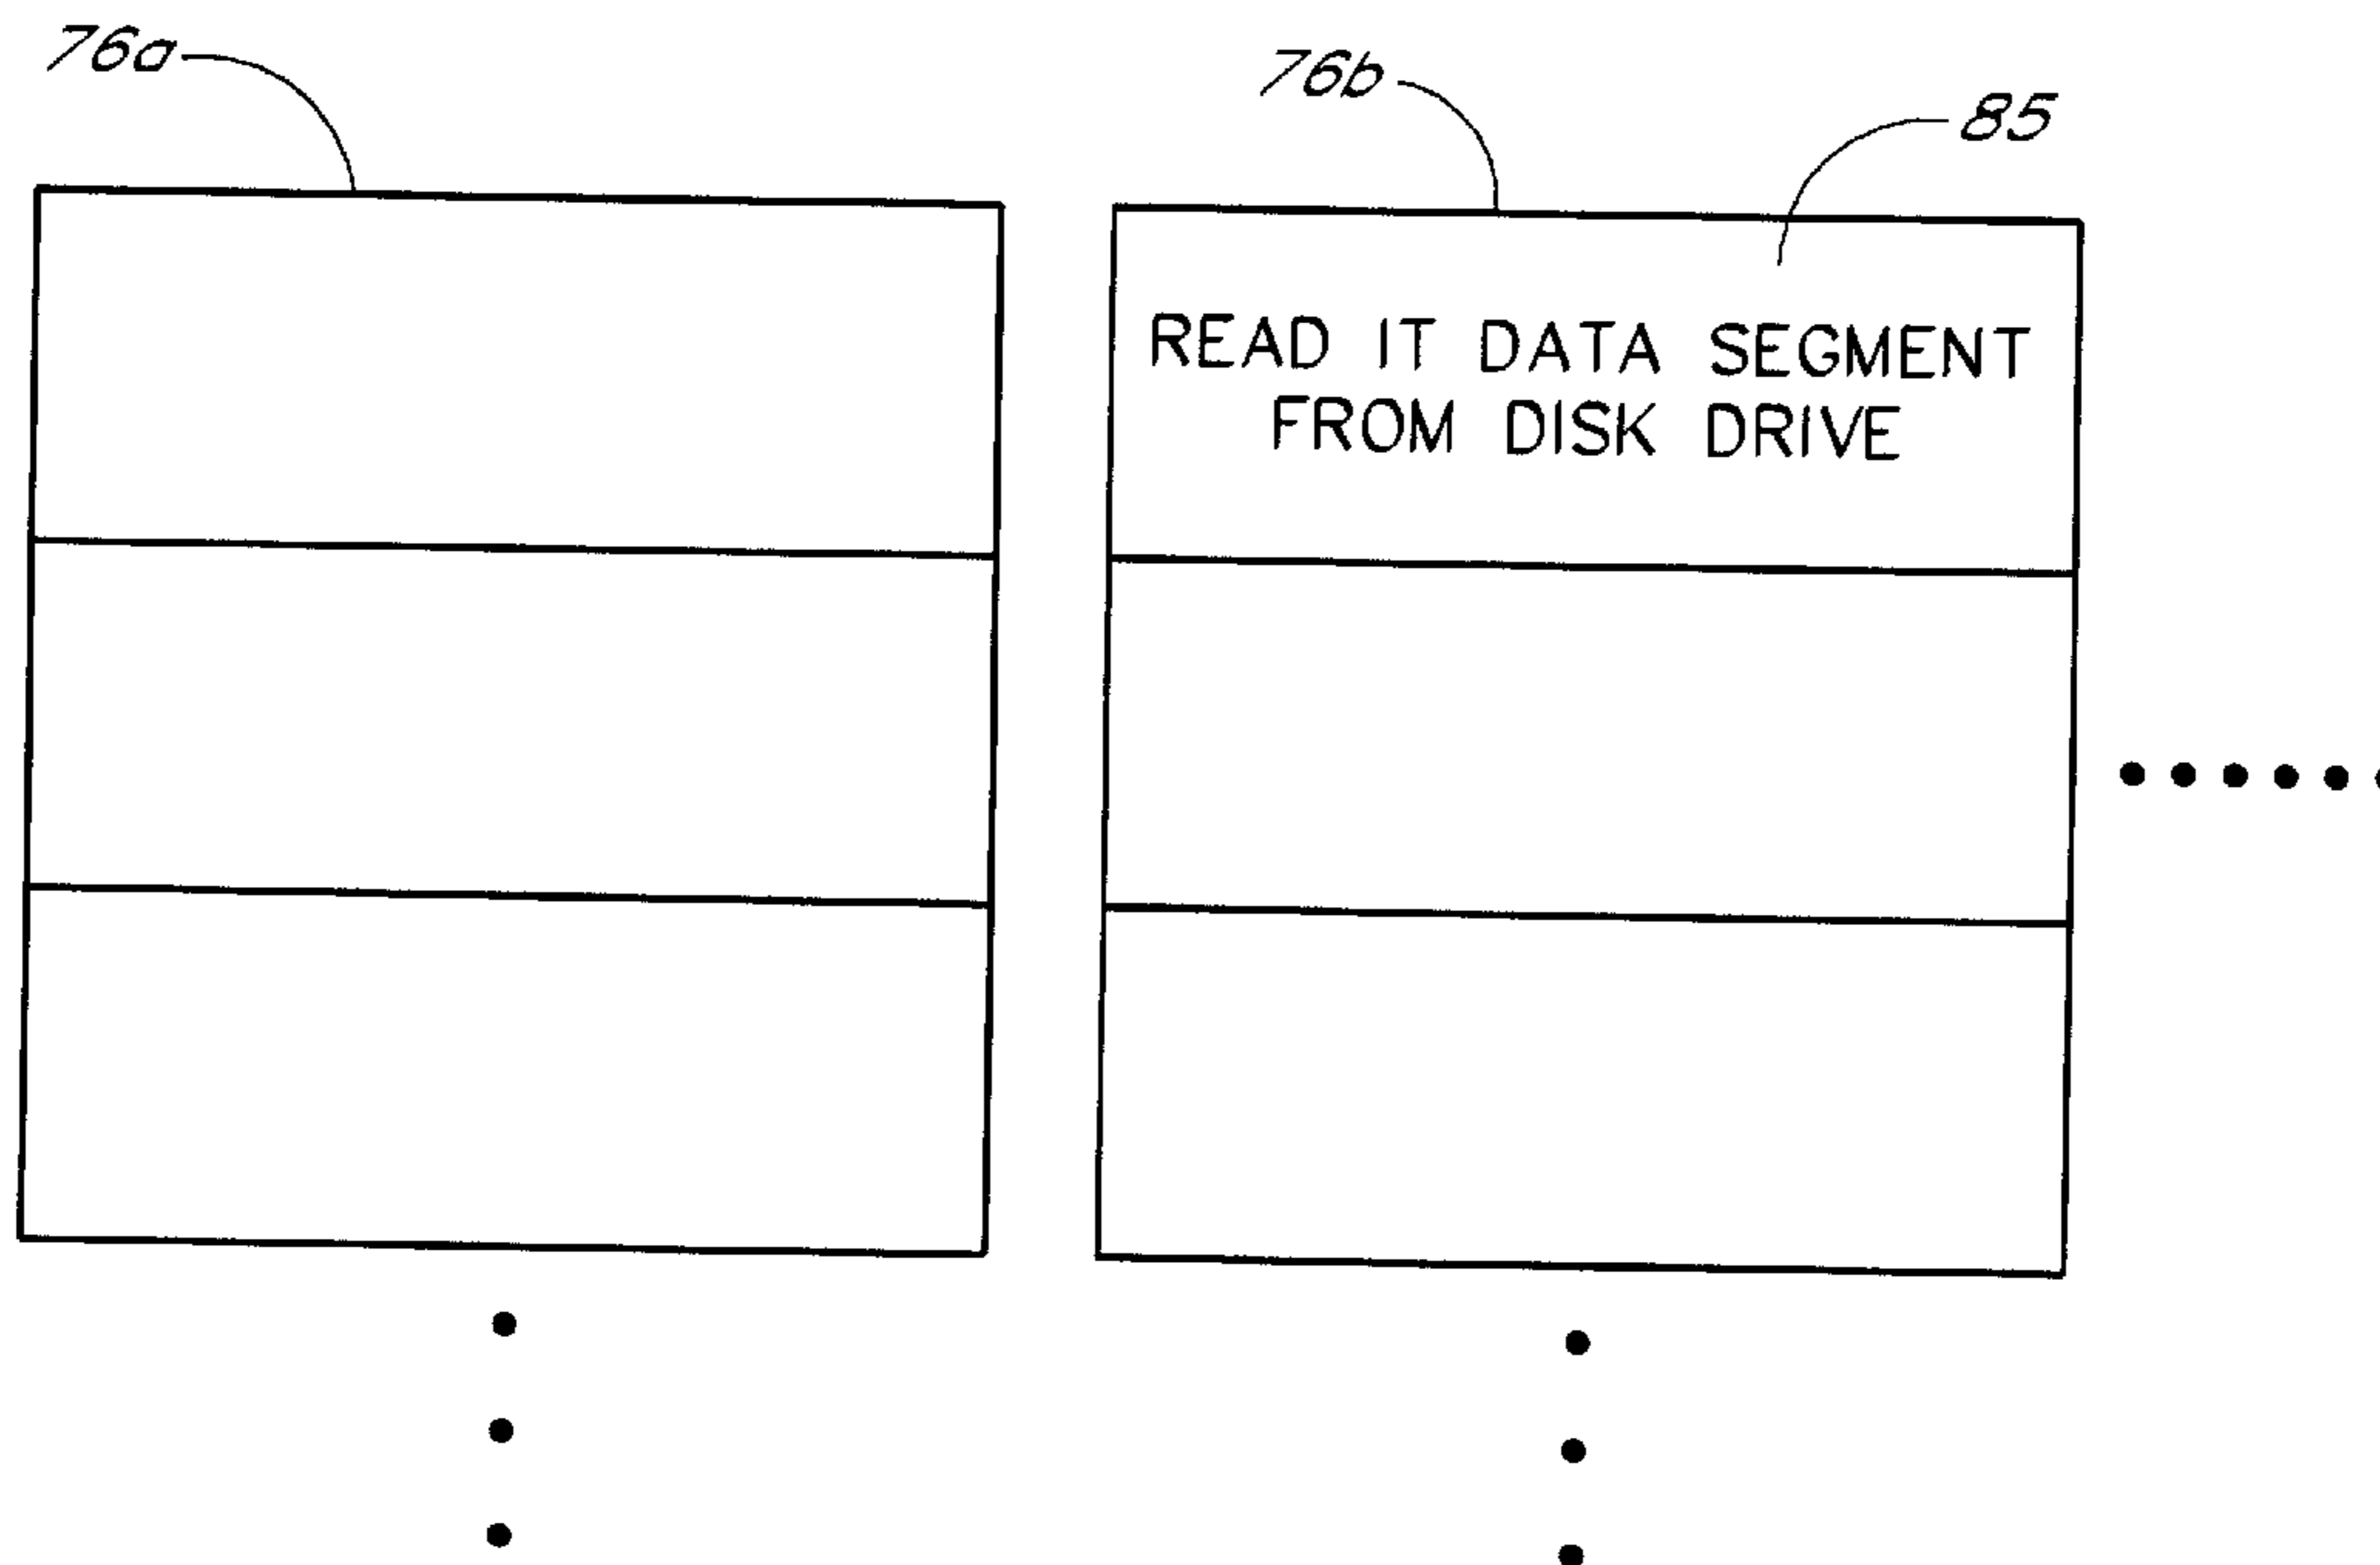 76a
76b
85
READ IT DATA SEGMENT
FROM DISK DRIVE